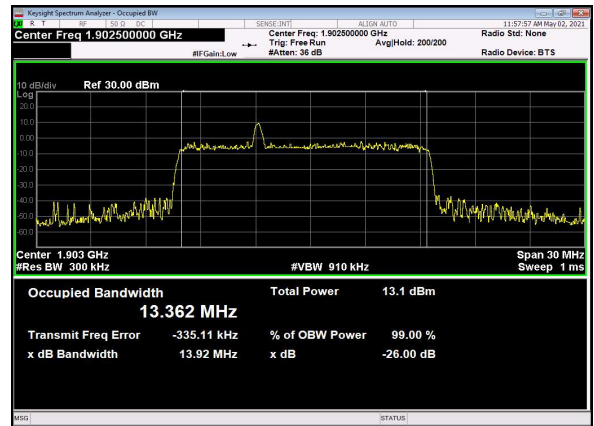 Keysight Spectrum Analyzer - Occupied BW
R T RF 50 Ω DC SENSE:INT ALIGN AUTO 11:57:57 AM May 02, 2021
Center Freq 1.902500000 GHz Center Freq: 1.902500000 GHz Radio Std: None
Trig: Free Run Avg|Hold: 200/200
#IFGain:Low #Atten: 36 dB Radio Device: BTS
10 dB/div Ref 30.00 dBm
Log
20.0
10.0
0.00
-10.0
-20.0
-30.0
-40.0
-50.0
-60.0
Center 1.903 GHz Span 30 MHz
#Res BW 300 kHz #VBW 910 kHz Sweep 1 ms
Occupied Bandwidth Total Power 13.1 dBm
13.362 MHz
Transmit Freq Error -335.11 kHz % of OBW Power 99.00 %
x dB Bandwidth 13.92 MHz x dB -26.00 dB
MSG STATUS